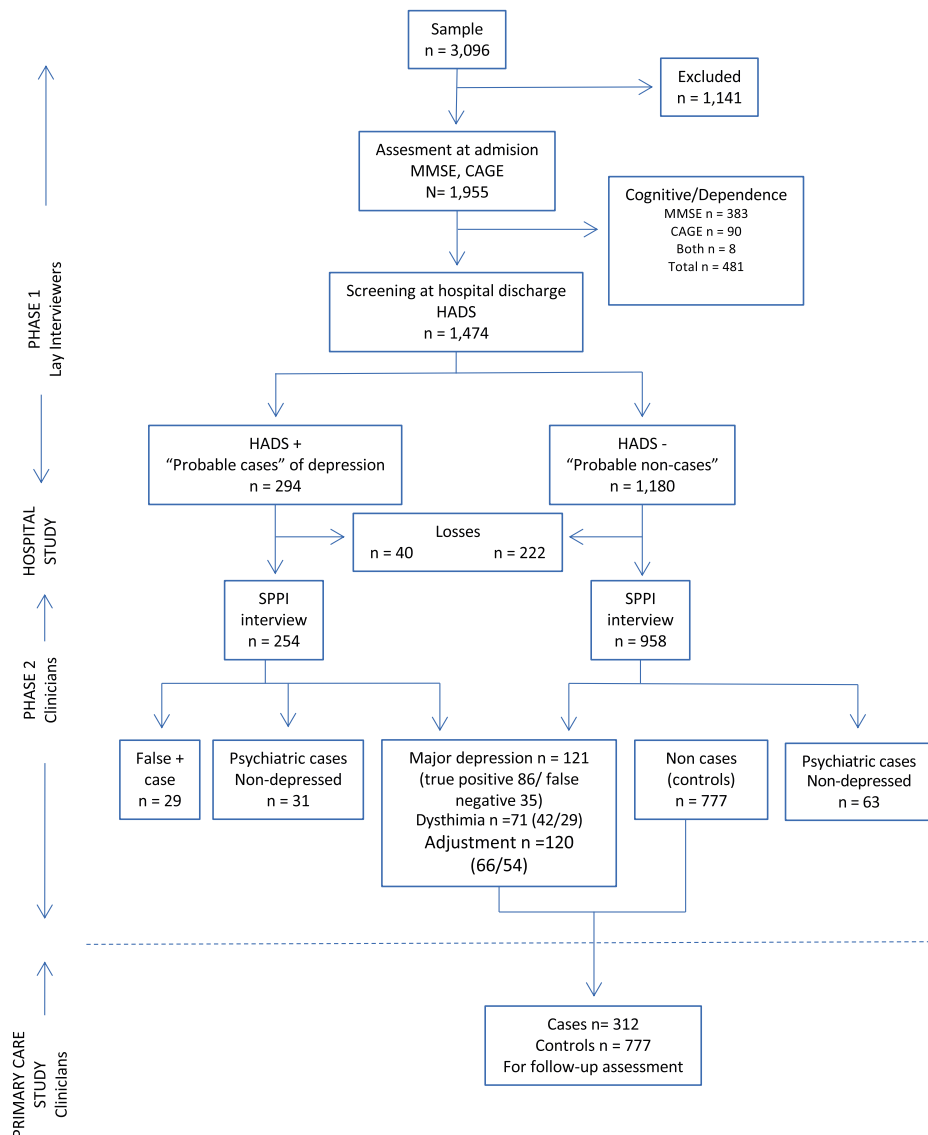 Sample
n = 3,096
Excluded
n = 1,141
Assesment at admision
MMSE, CAGE
N= 1,955
Cognitive/Dependence
MMSE n = 383
CAGE n = 90
Both n = 8
Total n = 481
Screening at hospital discharge
HADS
n = 1,474
PHASE 1
Lay Interviewers
HADS +
“Probable cases” of depression
n = 294
HADS -
“Probable non-cases”
n = 1,180
Losses
n = 40 n = 222
HOSPITAL
STUDY
SPPI
interview
n = 254
SPPI
interview
n = 958
PHASE 2
Clinicians
False +
case
n = 29
Psychiatric cases
Non-depressed
n = 31
Major depression n = 121
(true positive 86/ false
negative 35)
Dysthimia n =71 (42/29)
Adjustment n =120
(66/54)
Non cases
(controls)
n = 777
Psychiatric cases
Non-depressed
n = 63
Cases n= 312
Controls n = 777
For follow-up assessment
PRIMARY CARE
STUDY
Cliniclans